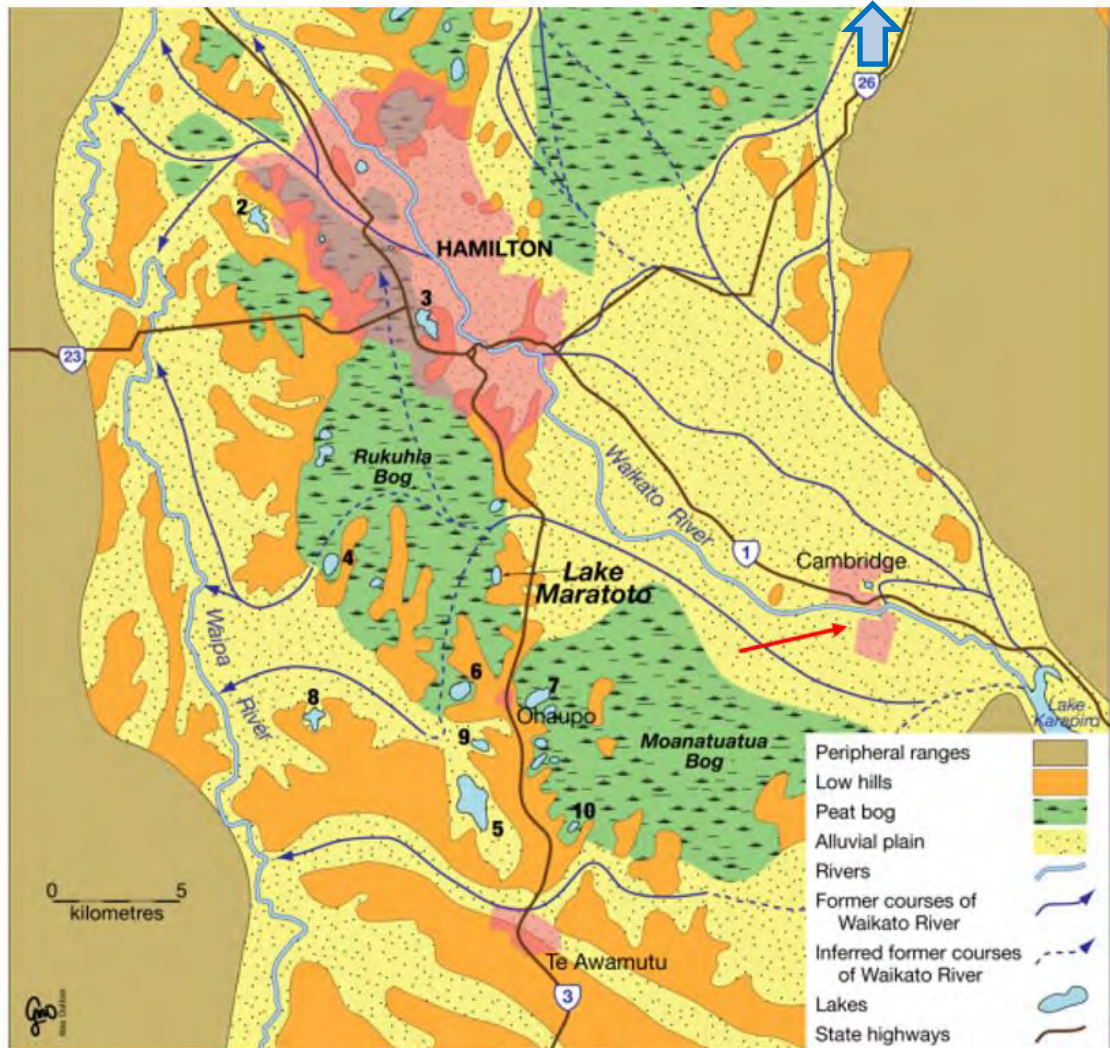 26
2
HAMILTON
3
23
Rukuhia
Bog
Waikato River
1
Cambridge
4
Lake
Maratoto
Waipa
River
6
7
8
Ohaupo
Lake
Karapiro
9
Moanatuatua
Bog
5
10
0 5
kilometres
Te Awamutu
3
Peripheral ranges
Low hills
Peat bog
Alluvial plain
Rivers
Former courses of
Waikato River
Inferred former courses
of Waikato River
Lakes
State highways